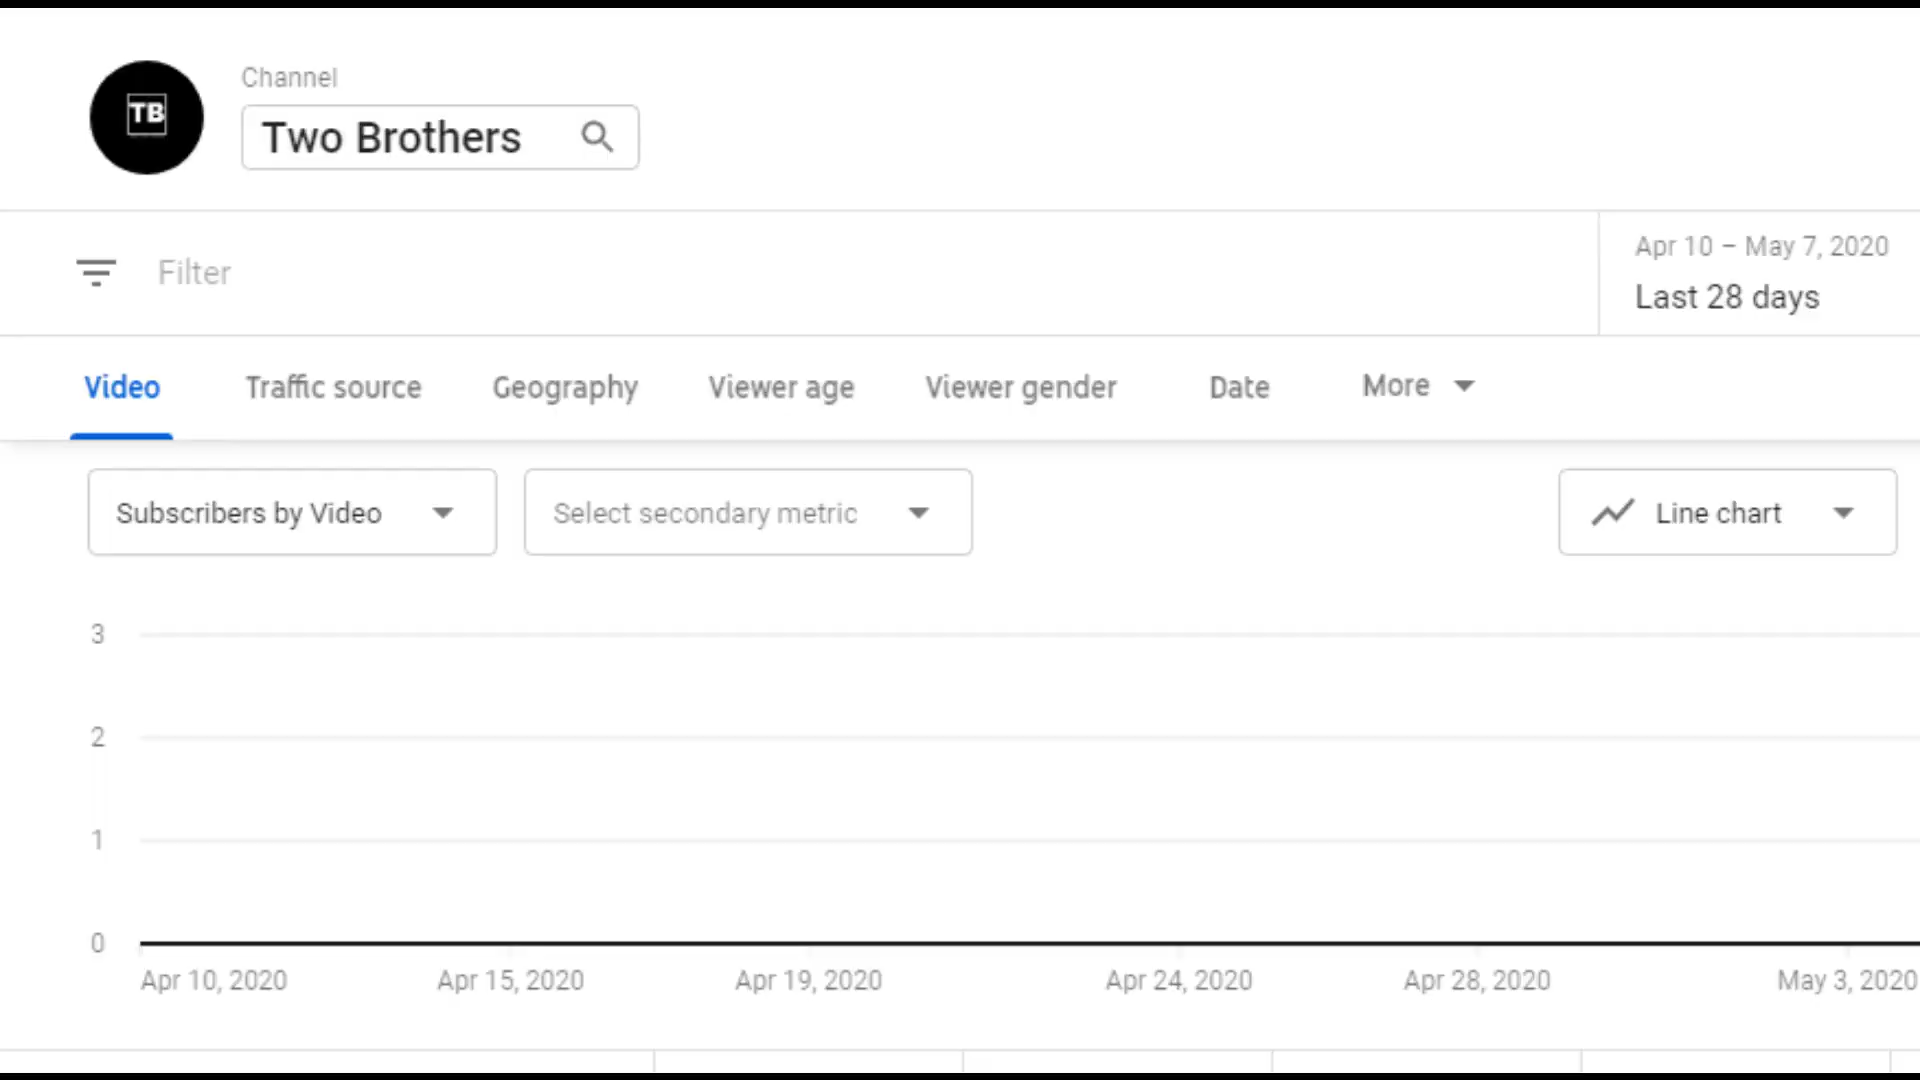 TB
Channel
Two Brothers
Filter
Apr 10 – May 7, 2020
Last 28 days
Video Traffic source Geography Viewer age Viewer gender Date More
Subscribers by Video Select secondary metric Line chart
3
2
1
0
Apr 10, 2020 Apr 15, 2020 Apr 19, 2020 Apr 24, 2020 Apr 28, 2020 May 3, 2020